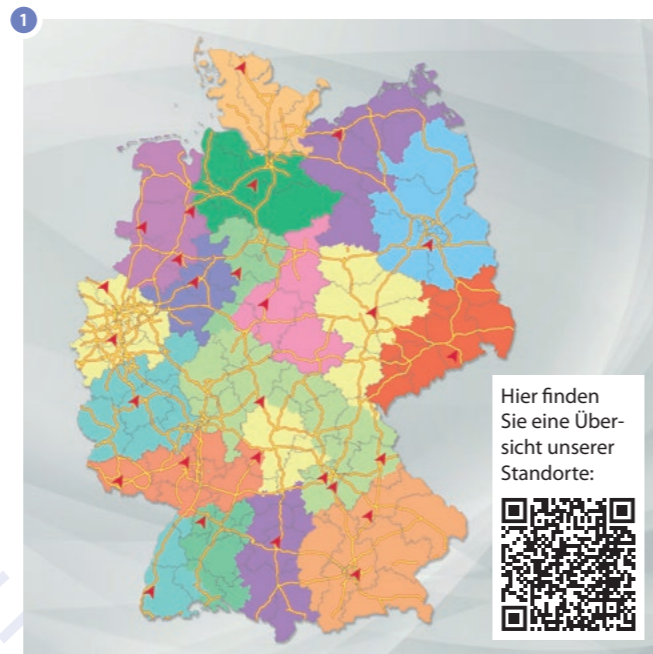 1
Hier finden
Sie eine Über-
sicht unserer
Standorte: